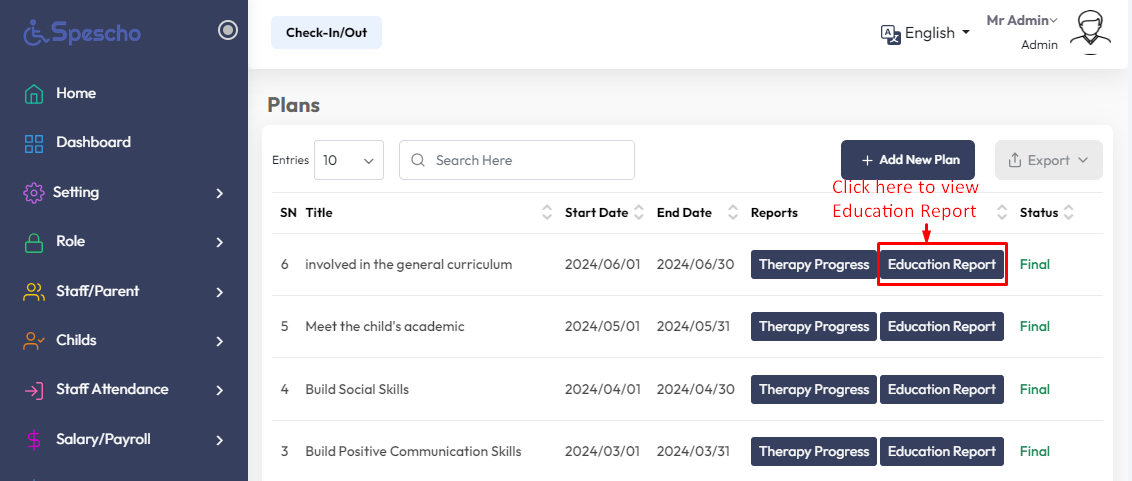 Spescho
Check-In/Out
English
Mr Admin
Admin
Home
Dashboard
Setting
Role
Staff/Parent
Childs
Staff Attendance
Salary/Payroll
Plans
Entries 10 Search Here + Add New Plan Export
Click here to view
Education Report
SN Title Start Date End Date Reports Status
6 involved in the general curriculum 2024/06/01 2024/06/30 Therapy Progress Education Report Final
5 Meet the child's academic 2024/05/01 2024/05/31 Therapy Progress Education Report Final
4 Build Social Skills 2024/04/01 2024/04/30 Therapy Progress Education Report Final
3 Build Positive Communication Skills 2024/03/01 2024/03/31 Therapy Progress Education Report Final